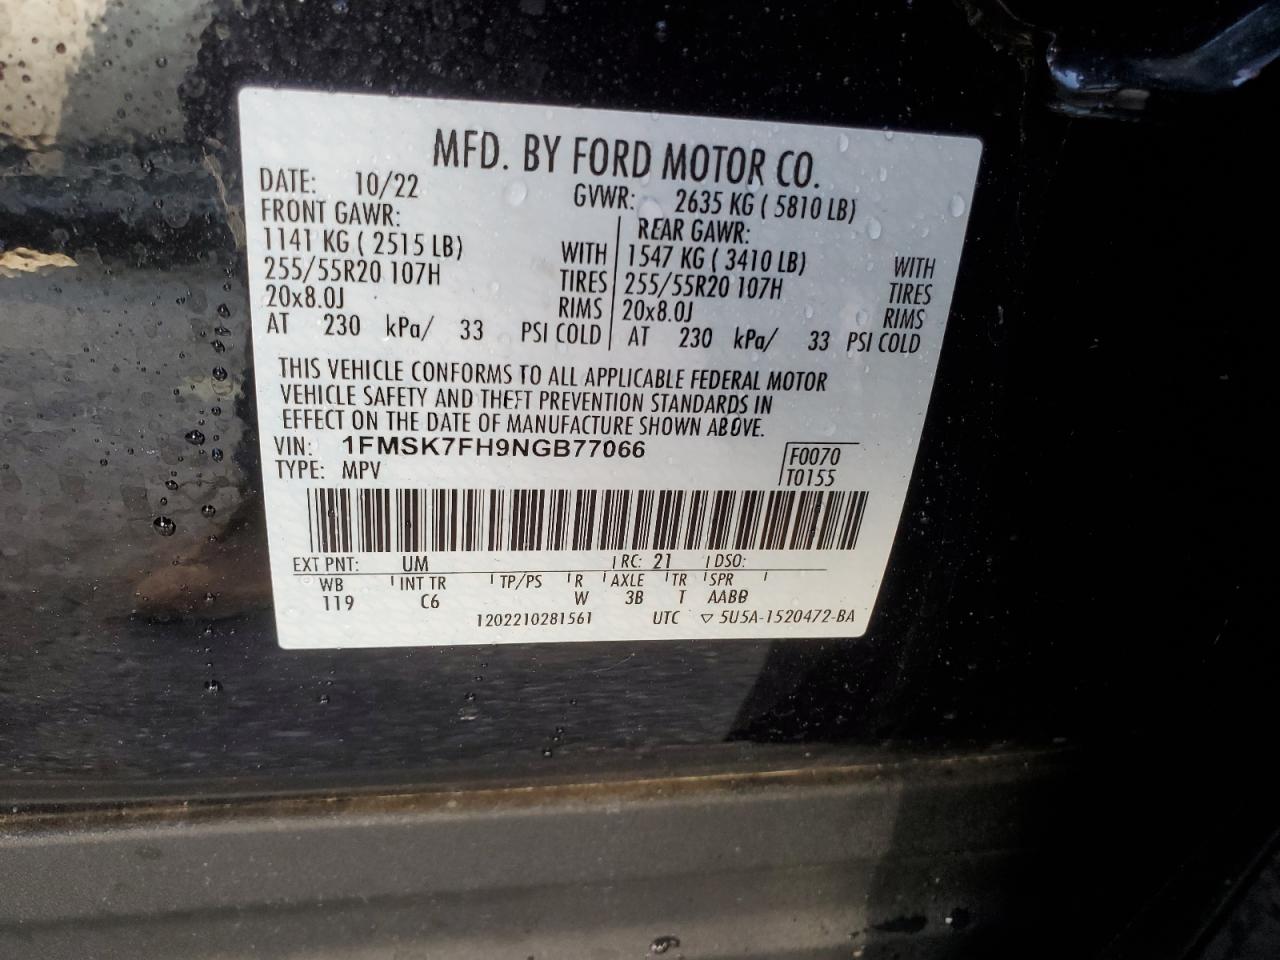 MFD. BY FORD MOTOR CO.
DATE: 10/22 GVWR: 2635 KG ( 5810 LB)
FRONT GAWR: REAR GAWR:
1141 KG ( 2515 LB) WITH 1547 KG ( 3410 LB) WITH
255/55R20 107H TIRES 255/55R20 107H TIRES
20x8.0J RIMS 20x8.0J RIMS
AT 230 kPa/ 33 PSI COLD AT 230 kPa/ 33 PSI COLD
THIS VEHICLE CONFORMS TO ALL APPLICABLE FEDERAL MOTOR
VEHICLE SAFETY AND THEFT PREVENTION STANDARDS IN
EFFECT ON THE DATE OF MANUFACTURE SHOWN ABOVE.
VIN: 1FMSK7FH9NGB77066 F0070
TYPE: MPV T0155
EXT PNT: UM RC: 21 DSO:
WB INT TR TP/PS R AXLE TR SPR
119 C6 W 3B T AABB
1202210281561 UTC ▽ 5U5A-1520472-BA